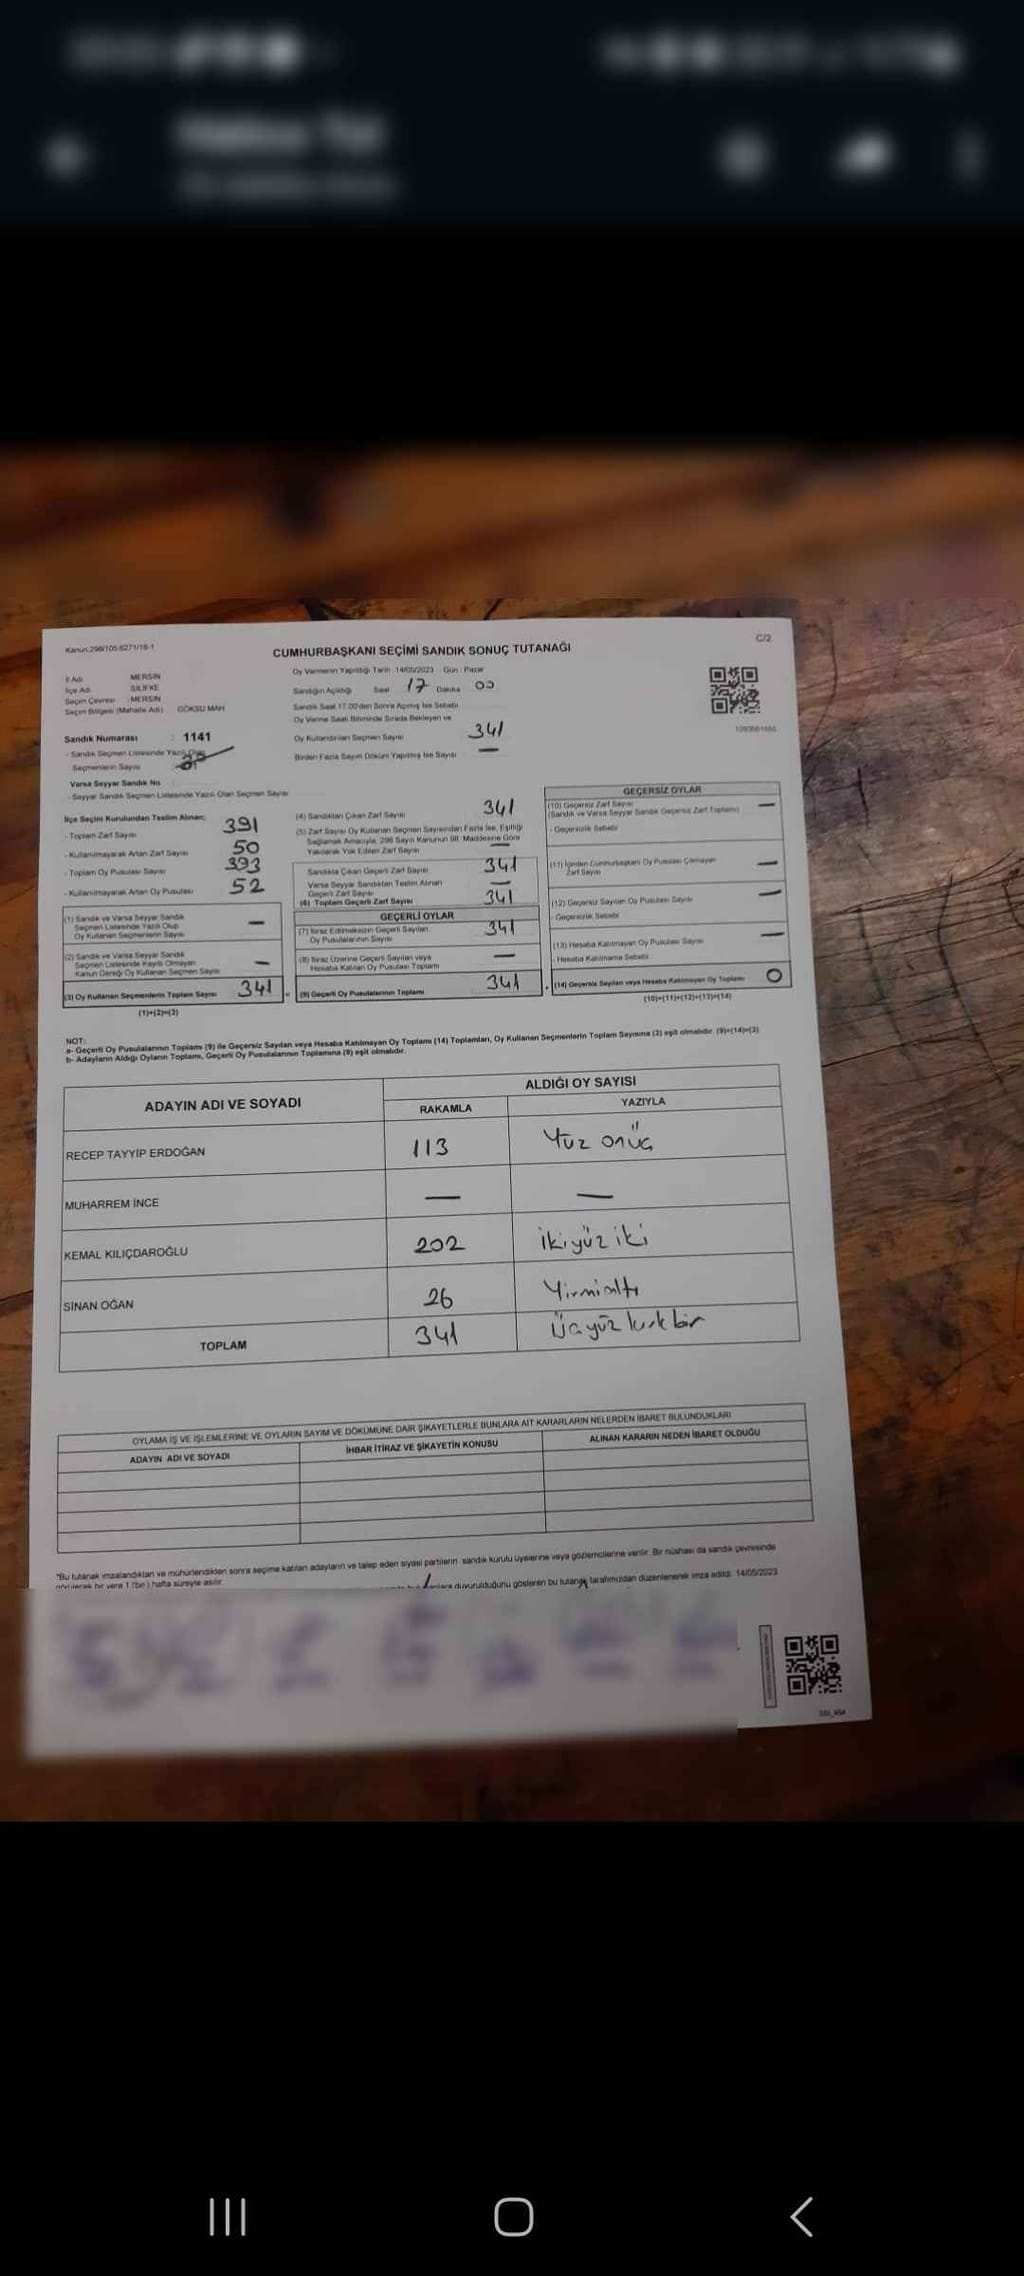 Kanun:298/105;6271/18-1
C/2
CUMHURBAŞKANI SEÇİMİ SANDIK SONUÇ TUTANAĞI
İl Adı MERSİN
İlçe Adı SİLİFKE
Seçim Çevresi : MERSİN
Seçim Bölgesi (Mahalle Adı) GÖKSU MAH
Sandık Numarası : 1141
- Sandık Seçmen Listesinde Yazılı Olan
Seçmenlerin Sayısı
Varsa Seyyar Sandık No
- Seyyar Sandık Seçmen Listesinde Yazılı Olan Seçmen Sayısı
Oy Vermenin Yapıldığı Tarih : 14/05/2023 Gün : Pazar
Sandığın Açıldığı Saat 17 Dakika 00
Sandık Saat 17.00'den Sonra Açılmış İse Sebebi
Oy Verme Saati Bitiminde Sırada Bekleyen ve
Oy Kullandırılan Seçmen Sayısı 341
Birden Fazla Sayım Döküm Yapılmış İse Sayısı —
İlçe Seçim Kurulundan Teslim Alınan;
- Toplam Zarf Sayısı 391
- Kullanılmayarak Artan Zarf Sayısı 50
- Toplam Oy Pusulası Sayısı 393
- Kullanılmayarak Artan Oy Pusulası 52
(1) Sandık ve Varsa Seyyar Sandık
Seçmen Listesinde Yazılı Olup
Oy Kullanan Seçmenlerin Sayısı —
(2) Sandık ve Varsa Seyyar Sandık
Seçmen Listesinde Kayıtlı Olmayan
Kanun Gereği Oy Kullanan Seçmen Sayısı —
(3) Oy Kullanan Seçmenlerin Toplam Sayısı 341
(1)+(2)=(3)
(4) Sandıktan Çıkan Zarf Sayısı 341
(5) Zarf Sayısı Oy Kullanan Seçmen Sayısından Fazla İse, Eşitliği
Sağlamak Amacıyla, 298 Sayılı Kanunun 98. Maddesine Göre
Yakılarak Yok Edilen Zarf Sayısı —
Sandıkta Çıkan Geçerli Zarf Sayısı 341
Varsa Seyyar Sandıktan Teslim Alınan
Geçerli Zarf Sayısı —
(6) Toplam Geçerli Zarf Sayısı 341
GEÇERLİ OYLAR
(7) İtiraz Edilmeksizin Geçerli Sayılan
Oy Pusulalarının Sayısı 341
(8) İtiraz Üzerine Geçerli Sayılan veya
Hesaba Katılan Oy Pusulası Toplamı —
(9) Geçerli Oy Pusulalarının Toplamı 341
GEÇERSİZ OYLAR
(10) Geçersiz Zarf Sayısı —
(Sandık ve Varsa Seyyar Sandık Geçersiz Zarf Toplamı)
- Geçersizlik Sebebi
(11) İçinden Cumhurbaşkanı Oy Pusulası Çıkmayan
Zarf Sayısı —
(12) Geçersiz Sayılan Oy Pusulası Sayısı —
- Geçersizlik Sebebi
(13) Hesaba Katılmayan Oy Pusulası Sayısı —
- Hesaba Katılmama Sebebi
(14) Geçersiz Sayılan veya Hesaba Katılmayan Oy Toplamı 0
(10)+(11)+(12)+(13)=(14)
NOT:
a- Geçerli Oy Pusulalarının Toplamı (9) ile Geçersiz Sayılan veya Hesaba Katılmayan Oy Toplamı (14) Toplamları, Oy Kullanan Seçmenlerin Toplam Sayısına (3) eşit olmalıdır. (9)+(14)=(3)
b- Adayların Aldığı Oyların Toplamı, Geçerli Oy Pusulalarının Toplamına (9) eşit olmalıdır.
ADAYIN ADI VE SOYADI ALDIĞI OY SAYISI
RAKAMLA YAZIYLA
RECEP TAYYİP ERDOĞAN 113 Yüz onüç
MUHARREM İNCE — —
KEMAL KILIÇDAROĞLU 202 İkiyüz iki
SİNAN OĞAN 26 Yirmialtı
TOPLAM 341 Üçyüz kırk bir
OYLAMA İŞ VE İŞLEMLERİNE VE OYLARIN SAYIM VE DÖKÜMÜNE DAİR ŞİKAYETLERLE BUNLARA AİT KARARLARIN NELERDEN İBARET BULUNDUKLARI
ADAYIN ADI VE SOYADI İHBAR İTİRAZ VE ŞİKAYETİN KONUSU ALINAN KARARIN NEDEN İBARET OLDUĞU
*Bu tutanak imzalandıktan ve mühürlendikten sonra seçime katılan adayların ve talep eden siyasi partilerin sandık kurulu üyelerine veya gözlemcilerine verilir. Bir nüshası da sandık çevresinde
görülecek bir yere 1 (bir) hafta süreyle asılır.
duyurulduğunu gösteren bu tutanak tarafımızdan düzenlenerek imza edildi. 14/05/2023